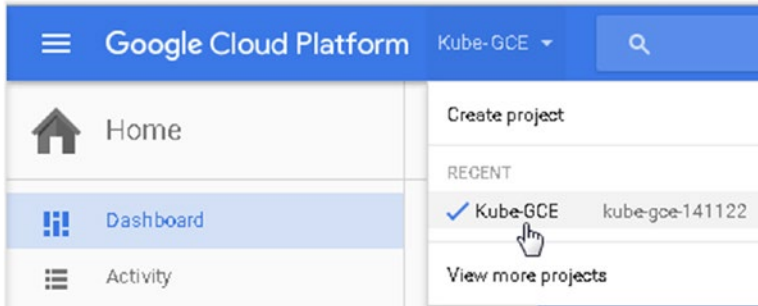 Google Cloud Platform Kube-GCE
Home
Create project
RECENT
Dashboard
Kube-GCE kube-gce-141122
Activity
View more projects